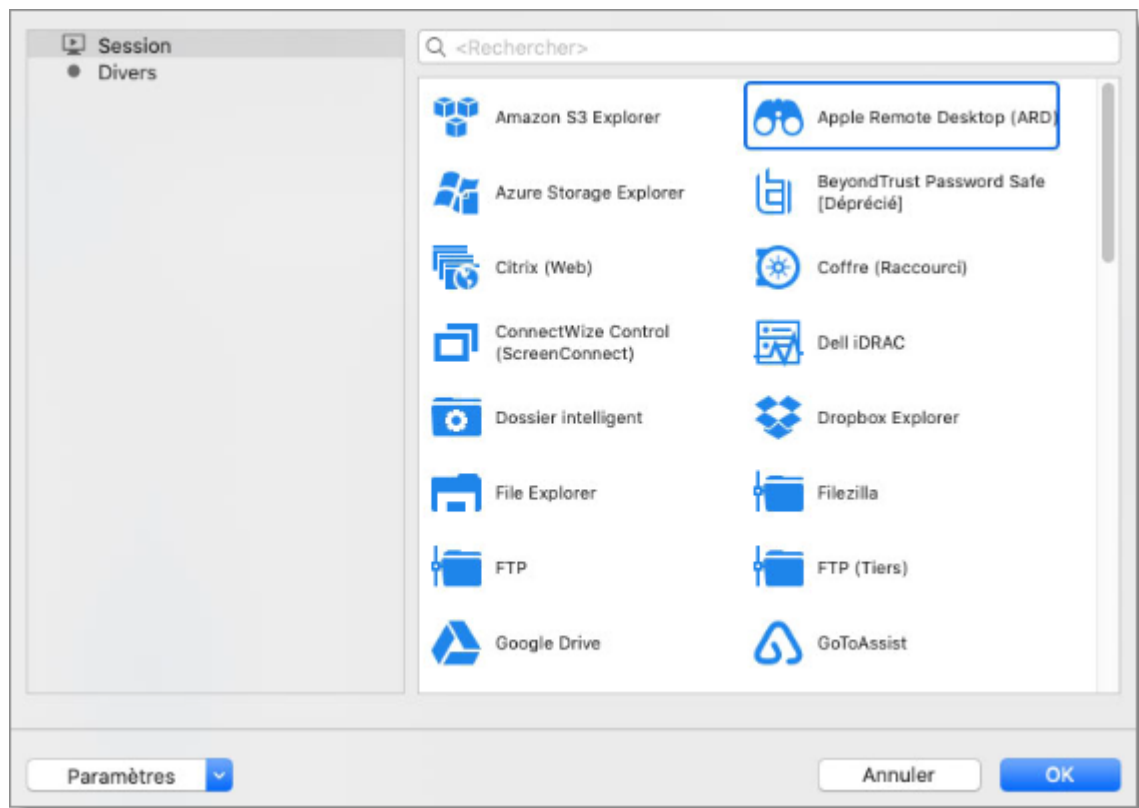 Session
Divers
<Rechercher>
Amazon S3 Explorer
Apple Remote Desktop (ARD)
Azure Storage Explorer
BeyondTrust Password Safe
[Déprécié]
Citrix (Web)
Coffre (Raccourci)
ConnectWize Control
(ScreenConnect)
Dell iDRAC
Dossier intelligent
Dropbox Explorer
File Explorer
Filezilla
FTP
FTP (Tiers)
Google Drive
GoToAssist
Paramètres
Annuler
OK